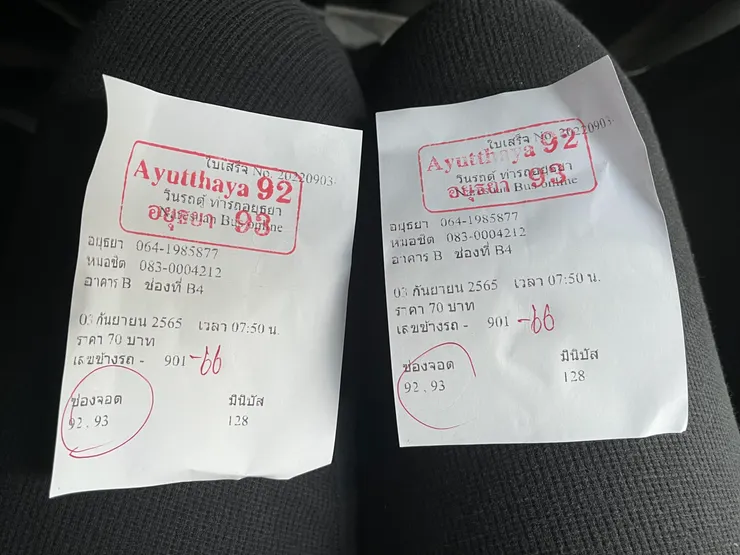 ใบเสร็จ No. 20220903
Ayutthaya 92
วินรถตู้ ท่ารถอยุธยา
อยุธยา 93
Bus online
อยุธยา 064-1985877
หมอชิต 083-0004212
อาคาร B ช่องที่ B4
03 กันยายน 2565 เวลา 07:50 น.
ราคา 70 บาท
เลขข้างรถ - 901 -66
ช่องจอด มินิบัส
92 , 93 128
ใบเสร็จ No. 20220903
Ayutthaya 92
วินรถตู้ ท่ารถอยุธยา
อยุธยา 93
Bus online
อยุธยา 064-1985877
หมอชิต 083-0004212
อาคาร B ช่องที่ B4
03 กันยายน 2565 เวลา 07:50 น.
ราคา 70 บาท
เลขข้างรถ - 901 -66
ช่องจอด มินิบัส
92 , 93 128